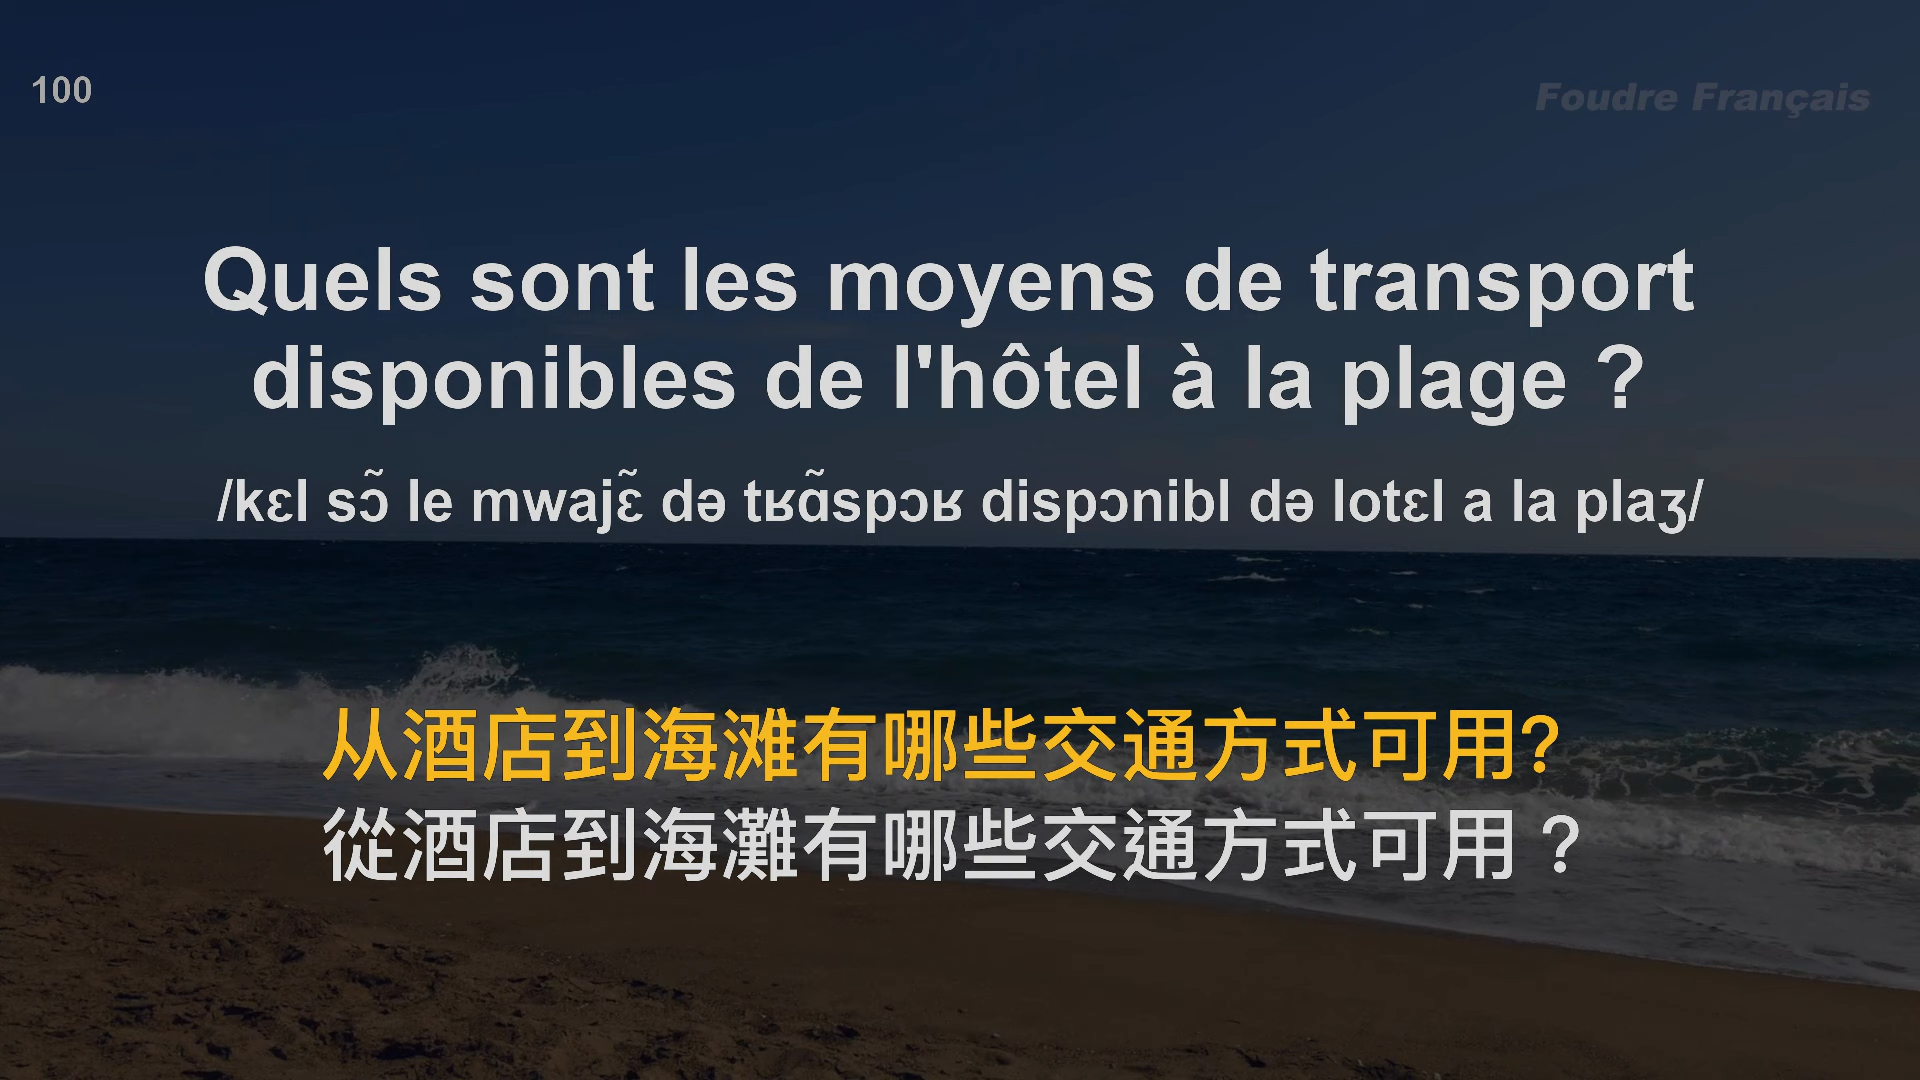 100
Foudre Français
Quels sont les moyens de transport
disponibles de l'hôtel à la plage ?
/kɛl sɔ̃ le mwajɛ̃ də tʁɑ̃spɔʁ dispɔnibl də lotɛl a la plaʒ/
从酒店到海滩有哪些交通方式可用?
從酒店到海灘有哪些交通方式可用？